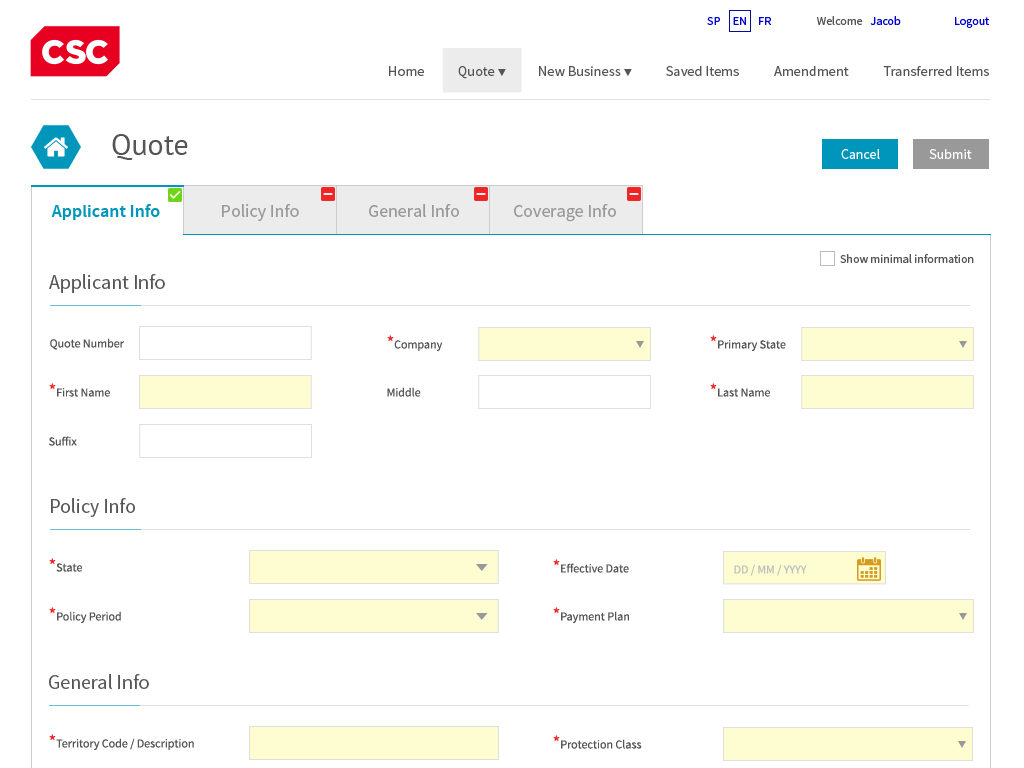 SP EN FR Welcome Jacob Logout
CSC
Home Quote ▾ New Business ▾ Saved Items Amendment Transferred Items
Quote
Cancel Submit
Applicant Info Policy Info General Info Coverage Info
Show minimal information
Applicant Info
Quote Number *Company *Primary State
*First Name Middle *Last Name
Suffix
Policy Info
*State *Effective Date DD / MM / YYYY
*Policy Period *Payment Plan
General Info
*Territory Code / Description *Protection Class